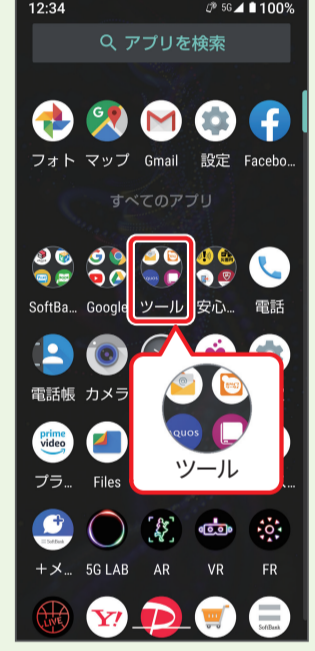 12:34 5G 100%
アプリを検索
フォト マップ Gmail 設定 Facebo…
すべてのアプリ
SoftBa… Google ツール 安心… 電話
電話帳 カメラ
AQUOS
prime video
ツール
プラ… Files
＋メ… 5G LAB AR VR FR
LIVE Y! SoftBank